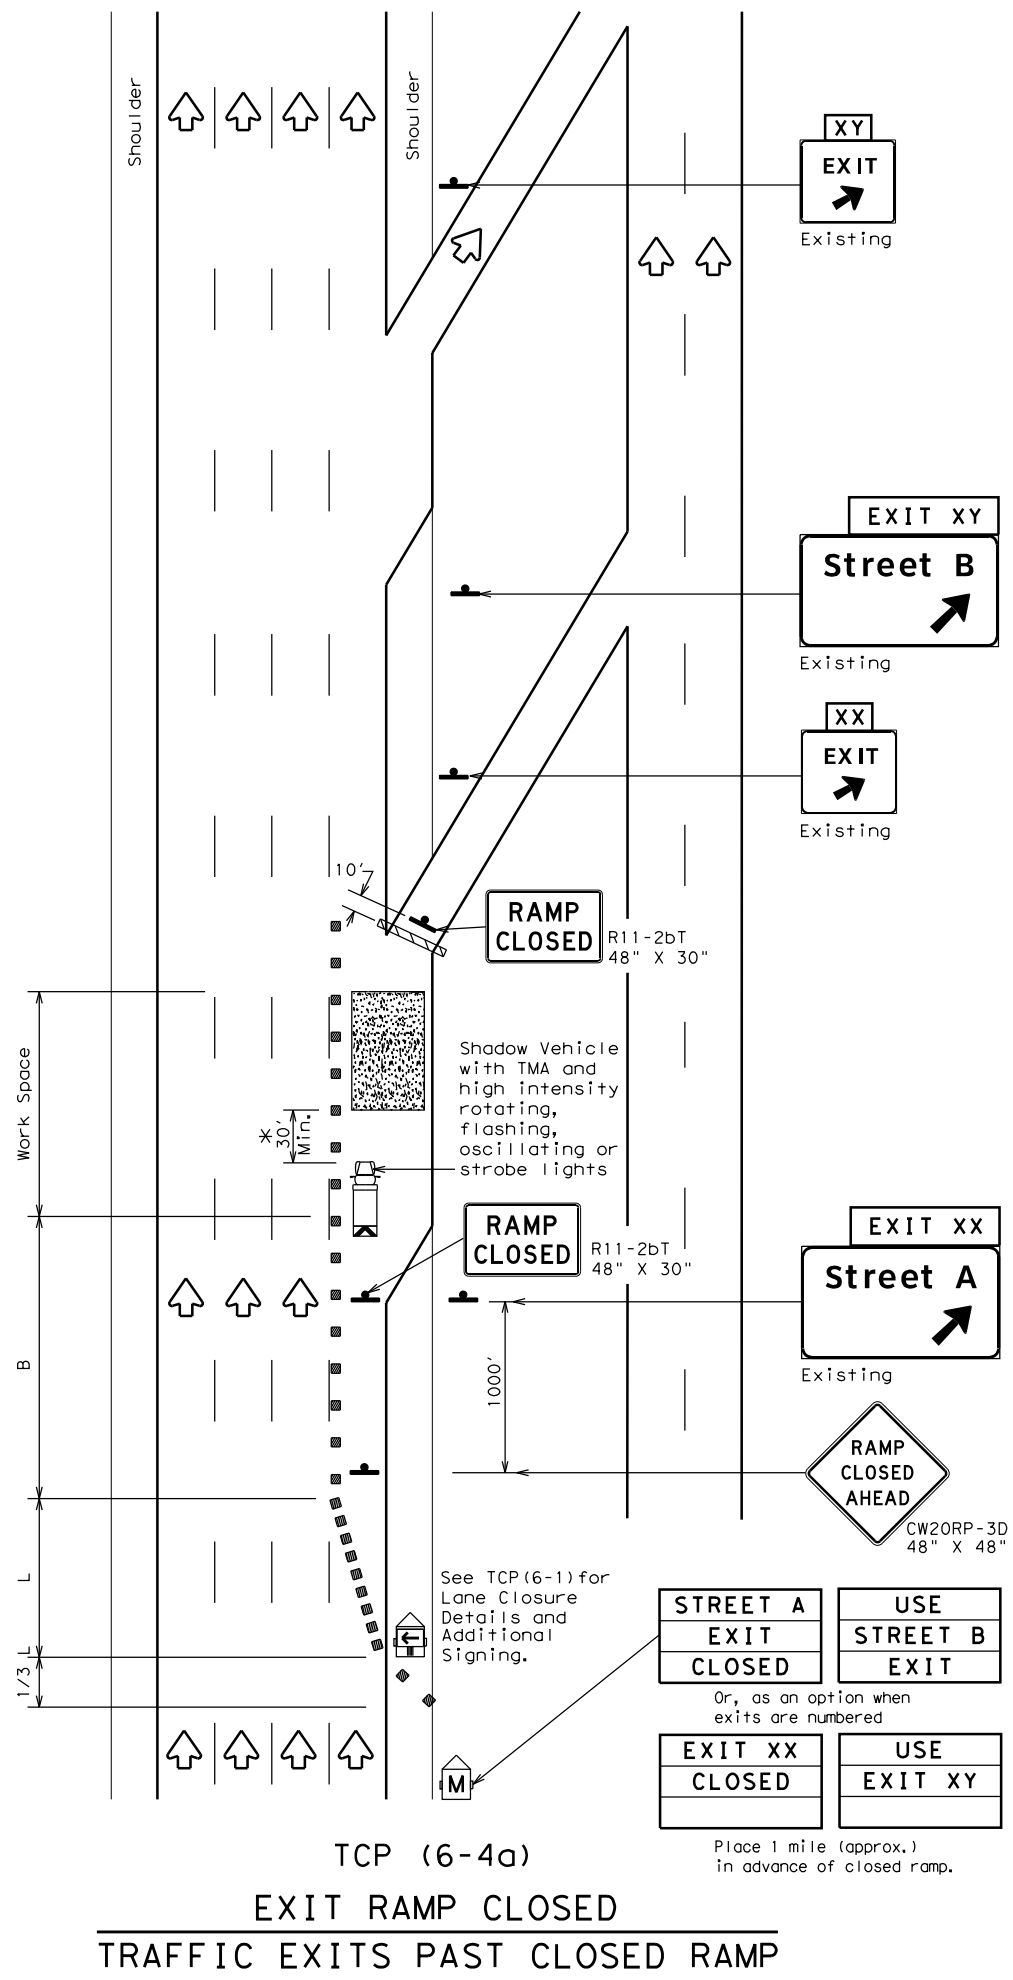 Shoulder
Shoulder
XY
EXIT
Existing
EXIT XY
Street B
Existing
XX
EXIT
Existing
10'
RAMP
CLOSED
R11-2bT
48" X 30"
Work Space
*
30'
Min.
Shadow Vehicle
with TMA and
high intensity
rotating,
flashing,
oscillating or
strobe lights
RAMP
CLOSED
R11-2bT
48" X 30"
EXIT XX
Street A
Existing
B
1000'
RAMP
CLOSED
AHEAD
CW20RP-3D
48" X 48"
L
1/3 L
See TCP(6-1)for
Lane Closure
Details and
Additional
Signing.
STREET A
EXIT
CLOSED
USE
STREET B
EXIT
Or, as an option when
exits are numbered
EXIT XX
CLOSED
USE
EXIT XY
M
Place 1 mile (approx.)
in advance of closed ramp.
TCP (6-4a)
EXIT RAMP CLOSED
TRAFFIC EXITS PAST CLOSED RAMP